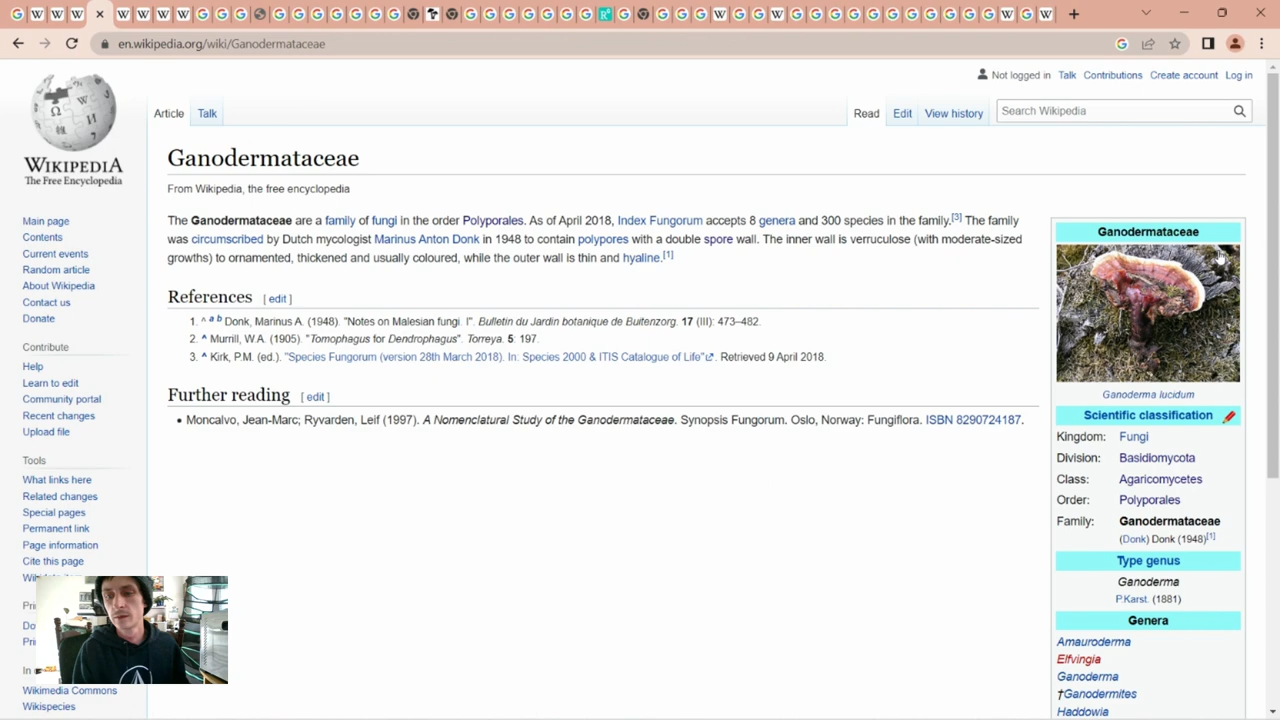 en.wikipedia.org/wiki/Ganodermataceae
Not logged in Talk Contributions Create account Log in
Article Talk Read Edit View history Search Wikipedia
WIKIPEDIA
The Free Encyclopedia
Main page
Contents
Current events
Random article
About Wikipedia
Contact us
Donate
Contribute
Help
Learn to edit
Community portal
Recent changes
Upload file
Tools
What links here
Related changes
Special pages
Permanent link
Page information
Cite this page
Wikimedia Commons
Wikispecies
Ganodermataceae
From Wikipedia, the free encyclopedia
The Ganodermataceae are a family of fungi in the order Polyporales. As of April 2018, Index Fungorum accepts 8 genera and 300 species in the family.[3] The family
was circumscribed by Dutch mycologist Marinus Anton Donk in 1948 to contain polypores with a double spore wall. The inner wall is verruculose (with moderate-sized
growths) to ornamented, thickened and usually coloured, while the outer wall is thin and hyaline.[1]
References [ edit ]
1. ^ a b Donk, Marinus A. (1948). "Notes on Malesian fungi. I". Bulletin du Jardin botanique de Buitenzorg. 17 (III): 473–482.
2. ^ Murrill, W.A. (1905). "Tomophagus for Dendrophagus". Torreya. 5: 197.
3. ^ Kirk, P.M. (ed.). "Species Fungorum (version 28th March 2018). In: Species 2000 & ITIS Catalogue of Life". Retrieved 9 April 2018.
Further reading [ edit ]
• Moncalvo, Jean-Marc; Ryvarden, Leif (1997). A Nomenclatural Study of the Ganodermataceae. Synopsis Fungorum. Oslo, Norway: Fungiflora. ISBN 8290724187.
Ganodermataceae
Ganoderma lucidum
Scientific classification
Kingdom: Fungi
Division: Basidiomycota
Class: Agaricomycetes
Order: Polyporales
Family: Ganodermataceae
(Donk) Donk (1948)[1]
Type genus
Ganoderma
P.Karst. (1881)
Genera
Amauroderma
Elfvingia
Ganoderma
†Ganodermites
Haddowia